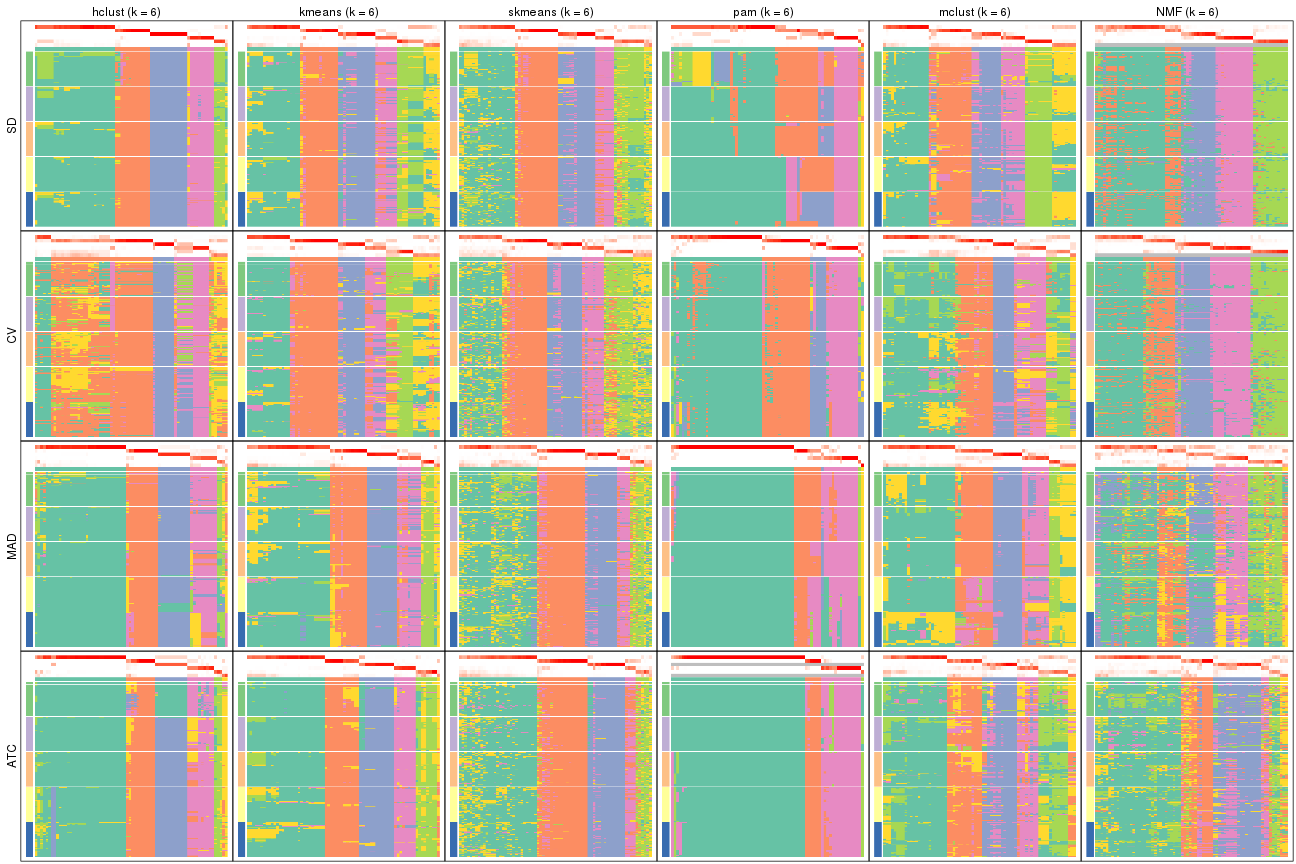 hclust (k = 6)
kmeans (k = 6)
skmeans (k = 6)
pam (k = 6)
mclust (k = 6)
NMF (k = 6)
SD
CV
MAD
ATC